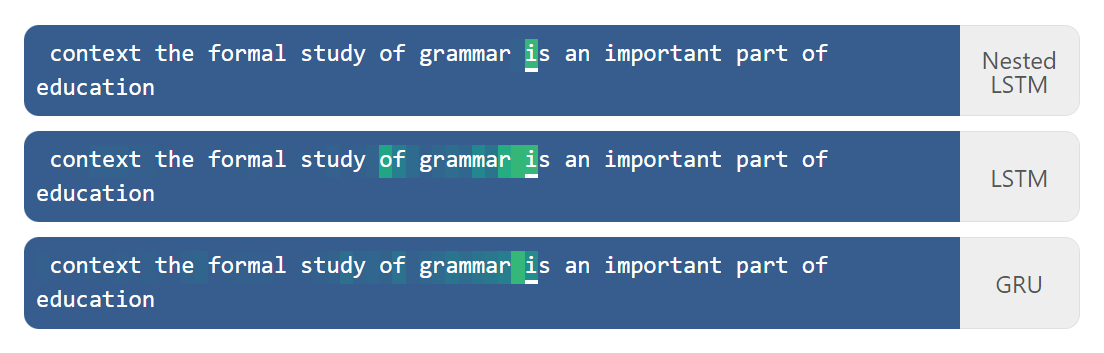 context the formal study of grammar is an important part of
education
Nested
LSTM
context the formal study of grammar is an important part of
education
LSTM
context the formal study of grammar is an important part of
education
GRU